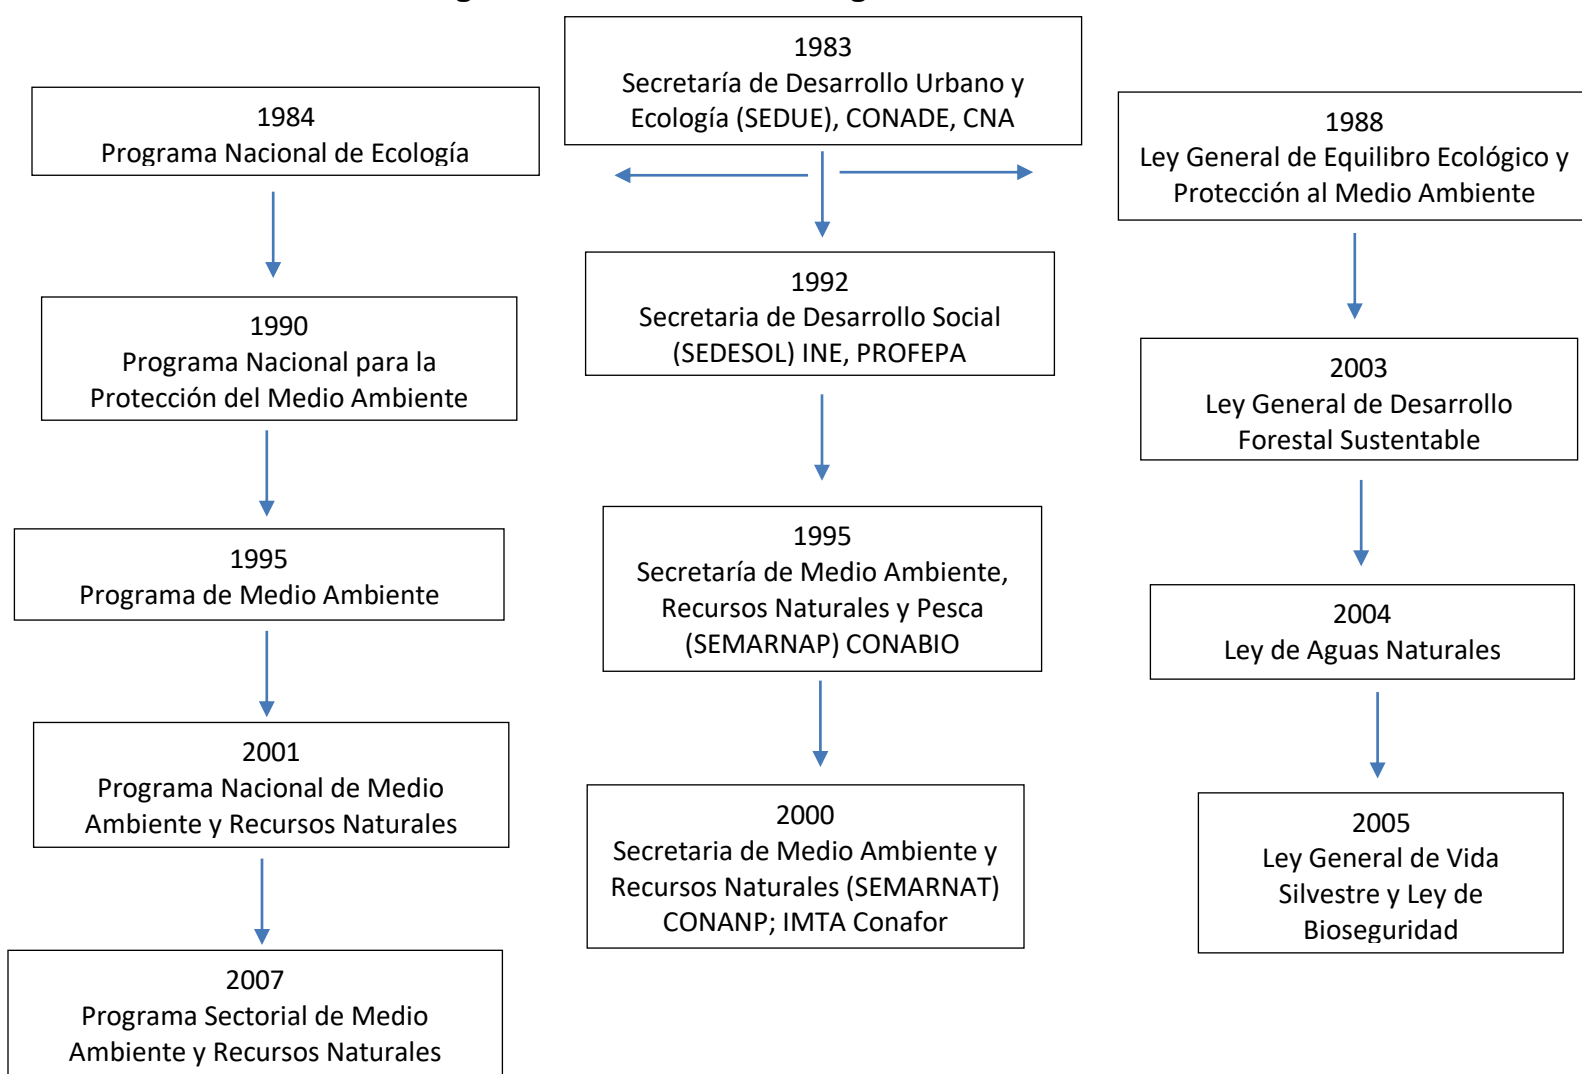 1983
Secretaría de Desarrollo Urbano y
Ecología (SEDUE), CONADE, CNA
1984
Programa Nacional de Ecología
1988
Ley General de Equilibro Ecológico y
Protección al Medio Ambiente
1992
Secretaria de Desarrollo Social
(SEDESOL) INE, PROFEPA
1990
Programa Nacional para la
Protección del Medio Ambiente
2003
Ley General de Desarrollo
Forestal Sustentable
1995
Programa de Medio Ambiente
1995
Secretaría de Medio Ambiente,
Recursos Naturales y Pesca
(SEMARNAP) CONABIO
2004
Ley de Aguas Naturales
2001
Programa Nacional de Medio
Ambiente y Recursos Naturales
2000
Secretaria de Medio Ambiente y
Recursos Naturales (SEMARNAT)
CONANP; IMTA Conafor
2005
Ley General de Vida
Silvestre y Ley de
Bioseguridad
2007
Programa Sectorial de Medio
Ambiente y Recursos Naturales